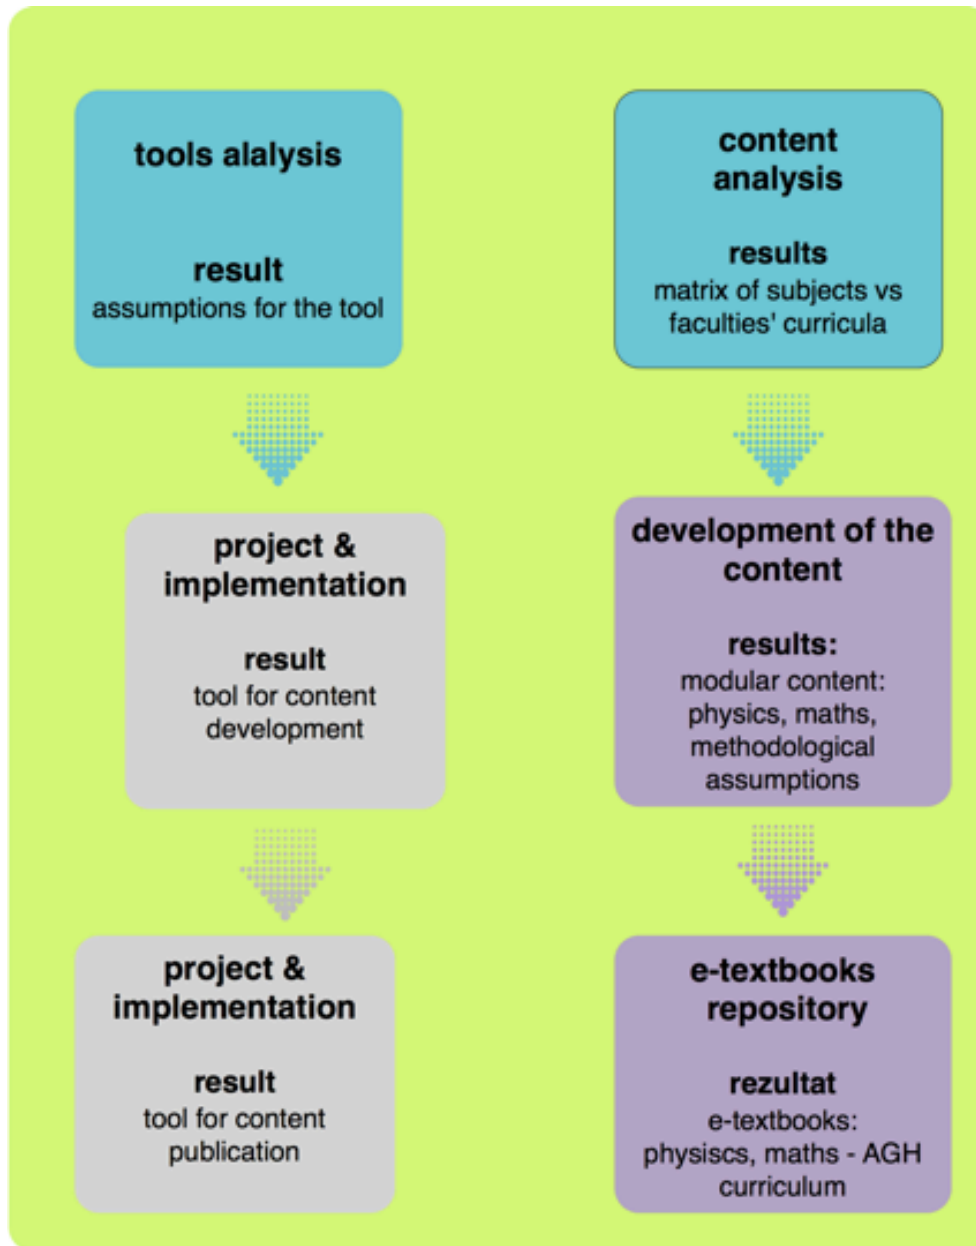 tools alalysis
result
assumptions for the tool
project &
implementation
result
tool for content
development
project &
implementation
result
tool for content
publication
content
analysis
results
matrix of subjects vs
faculties' curricula
development of the
content
results:
modular content:
physics, maths,
methodological
assumptions
e-textbooks
repository
rezultat
e-textbooks:
physiscs, maths - AGH
curriculum